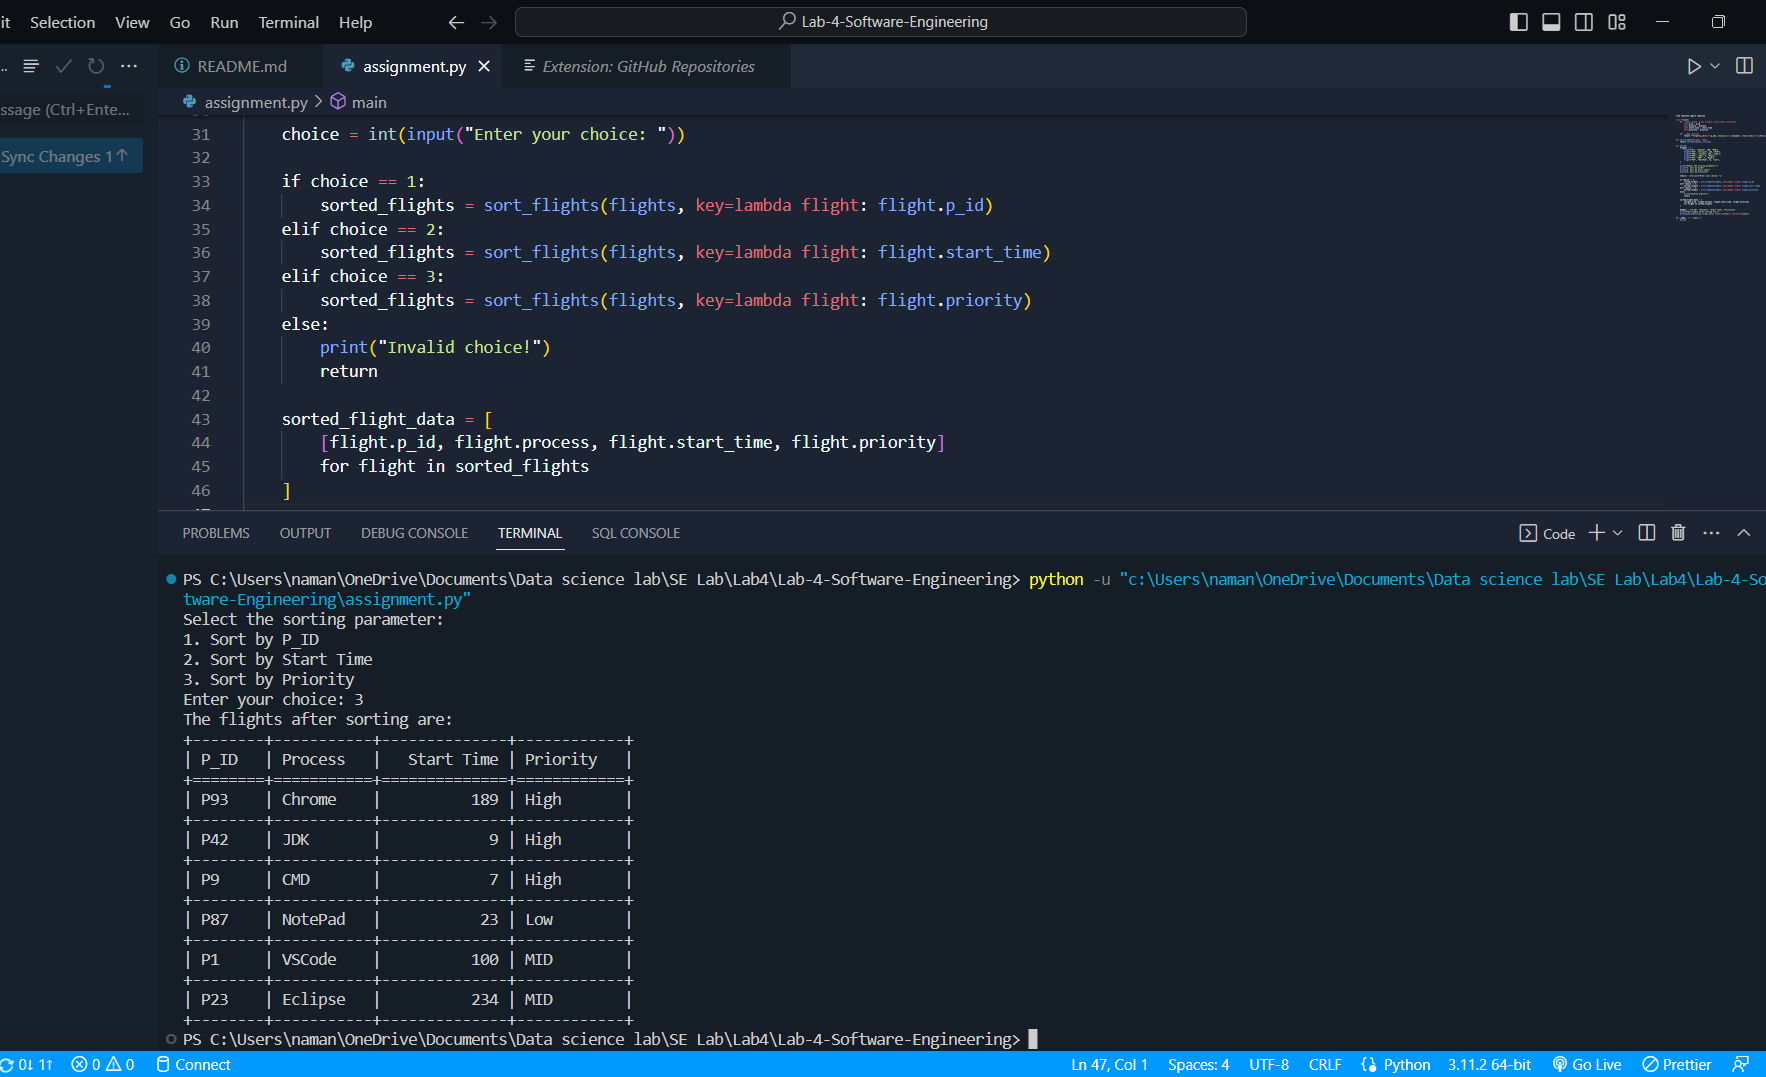 it Selection View Go Run Terminal Help Lab-4-Software-Engineering
README.md assignment.py Extension: GitHub Repositories
assignment.py > main
ssage (Ctrl+Ente...
Sync Changes 1↑
31 choice = int(input("Enter your choice: "))
32
33 if choice == 1:
34 sorted_flights = sort_flights(flights, key=lambda flight: flight.p_id)
35 elif choice == 2:
36 sorted_flights = sort_flights(flights, key=lambda flight: flight.start_time)
37 elif choice == 3:
38 sorted_flights = sort_flights(flights, key=lambda flight: flight.priority)
39 else:
40 print("Invalid choice!")
41 return
42
43 sorted_flight_data = [
44 [flight.p_id, flight.process, flight.start_time, flight.priority]
45 for flight in sorted_flights
46 ]
PROBLEMS OUTPUT DEBUG CONSOLE TERMINAL SQL CONSOLE Code
PS C:\Users\naman\OneDrive\Documents\Data science lab\SE Lab\Lab4\Lab-4-Software-Engineering> python -u "c:\Users\naman\OneDrive\Documents\Data science lab\SE Lab\Lab4\Lab-4-So
tware-Engineering\assignment.py"
Select the sorting parameter:
1. Sort by P_ID
2. Sort by Start Time
3. Sort by Priority
Enter your choice: 3
The flights after sorting are:
+--------+-----------+--------------+------------+
| P_ID   | Process   |   Start Time | Priority   |
+========+===========+==============+============+
| P93    | Chrome    |          189 | High       |
+--------+-----------+--------------+------------+
| P42    | JDK       |            9 | High       |
+--------+-----------+--------------+------------+
| P9     | CMD       |            7 | High       |
+--------+-----------+--------------+------------+
| P87    | NotePad   |           23 | Low        |
+--------+-----------+--------------+------------+
| P1     | VSCode    |          100 | MID        |
+--------+-----------+--------------+------------+
| P23    | Eclipse   |          234 | MID        |
+--------+-----------+--------------+------------+
PS C:\Users\naman\OneDrive\Documents\Data science lab\SE Lab\Lab4\Lab-4-Software-Engineering>
0↓ 1↑ 0 0 Connect Ln 47, Col 1 Spaces: 4 UTF-8 CRLF Python 3.11.2 64-bit Go Live Prettier